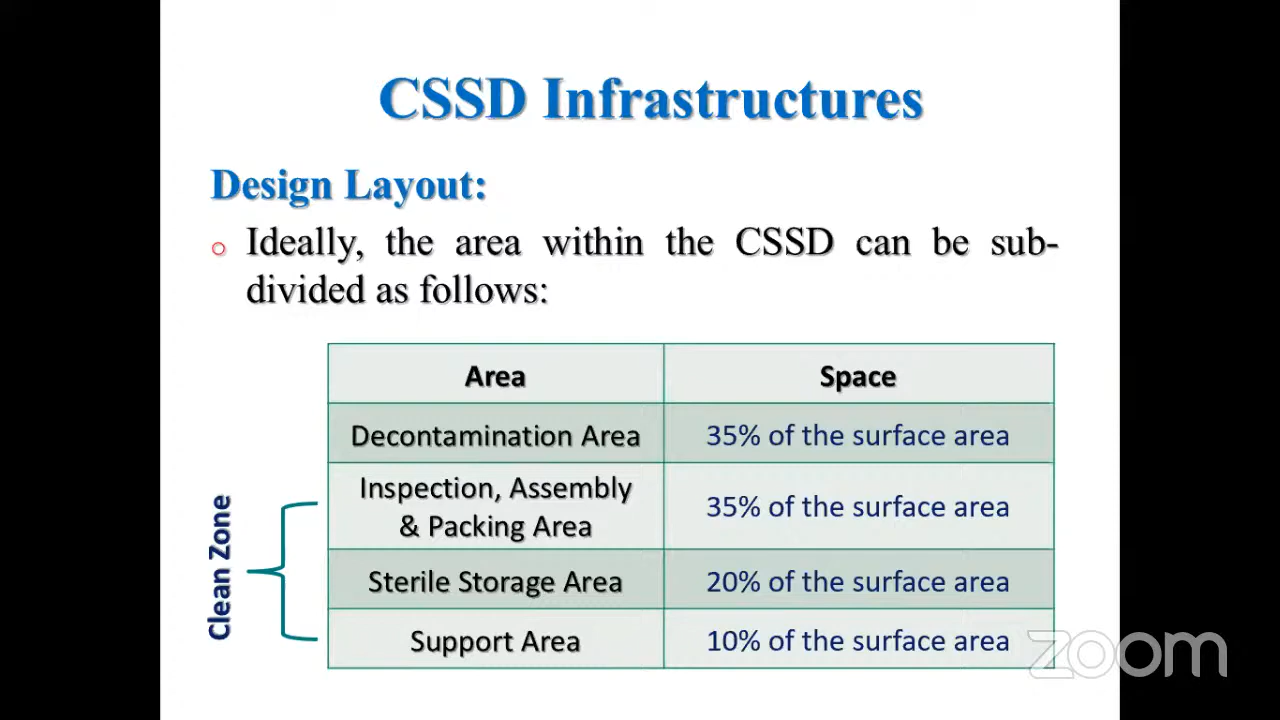 CSSD Infrastructures
Design Layout:
Ideally, the area within the CSSD can be sub-
divided as follows:
Area Space
Decontamination Area 35% of the surface area
Inspection, Assembly
& Packing Area 35% of the surface area
Sterile Storage Area 20% of the surface area
Support Area 10% of the surface area
Clean Zone
zoom